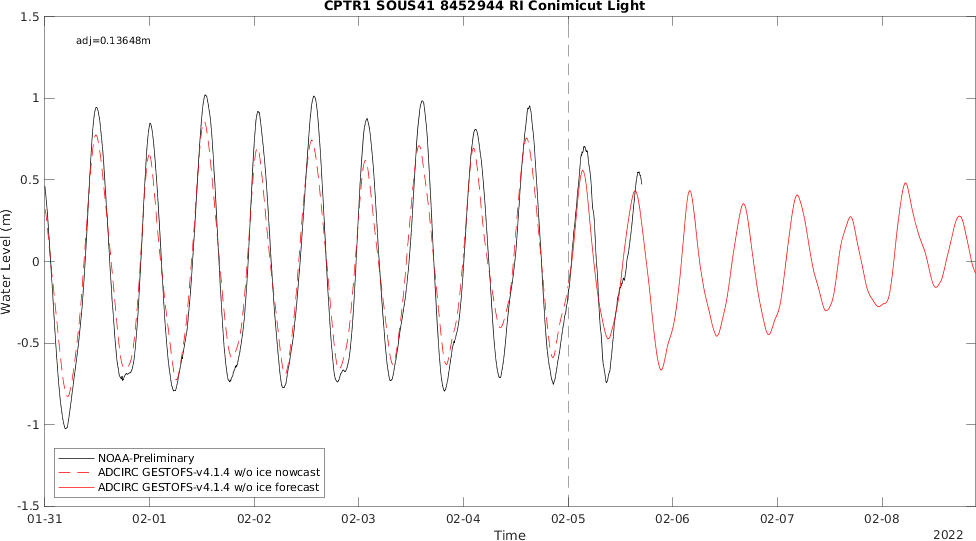 CPTR1 SOUS41 8452944 RI Conimicut Light
adj=0.13648m
1.5
1
0.5
0
-0.5
-1
-1.5
Water Level (m)
NOAA-Preliminary
ADCIRC GESTOFS-v4.1.4 w/o ice nowcast
ADCIRC GESTOFS-v4.1.4 w/o ice forecast
01-31 02-01 02-02 02-03 02-04 02-05 02-06 02-07 02-08
Time
2022